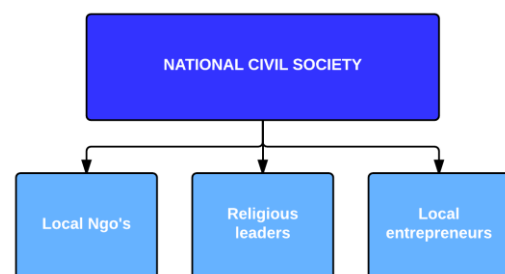 NATIONAL CIVIL SOCIETY
Local Ngo's
Religious
leaders
Local
entrepreneurs